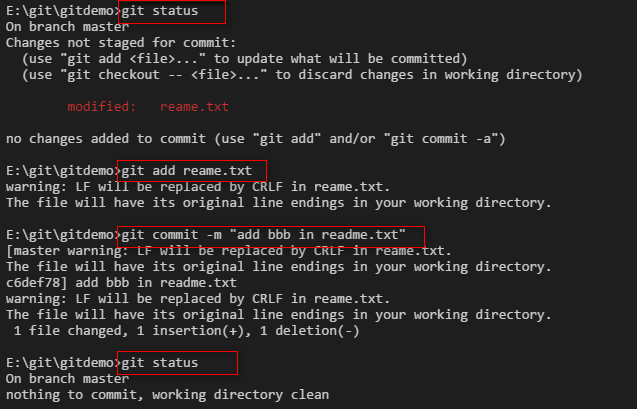 E:\git\gitdemo>git status
On branch master
Changes not staged for commit:
  (use "git add <file>..." to update what will be committed)
  (use "git checkout -- <file>..." to discard changes in working directory)

        modified:   reame.txt

no changes added to commit (use "git add" and/or "git commit -a")

E:\git\gitdemo>git add reame.txt
warning: LF will be replaced by CRLF in reame.txt.
The file will have its original line endings in your working directory.

E:\git\gitdemo>git commit -m "add bbb in readme.txt"
[master warning: LF will be replaced by CRLF in reame.txt.
The file will have its original line endings in your working directory.
c6def78] add bbb in readme.txt
warning: LF will be replaced by CRLF in reame.txt.
The file will have its original line endings in your working directory.
 1 file changed, 1 insertion(+), 1 deletion(-)

E:\git\gitdemo>git status
On branch master
nothing to commit, working directory clean